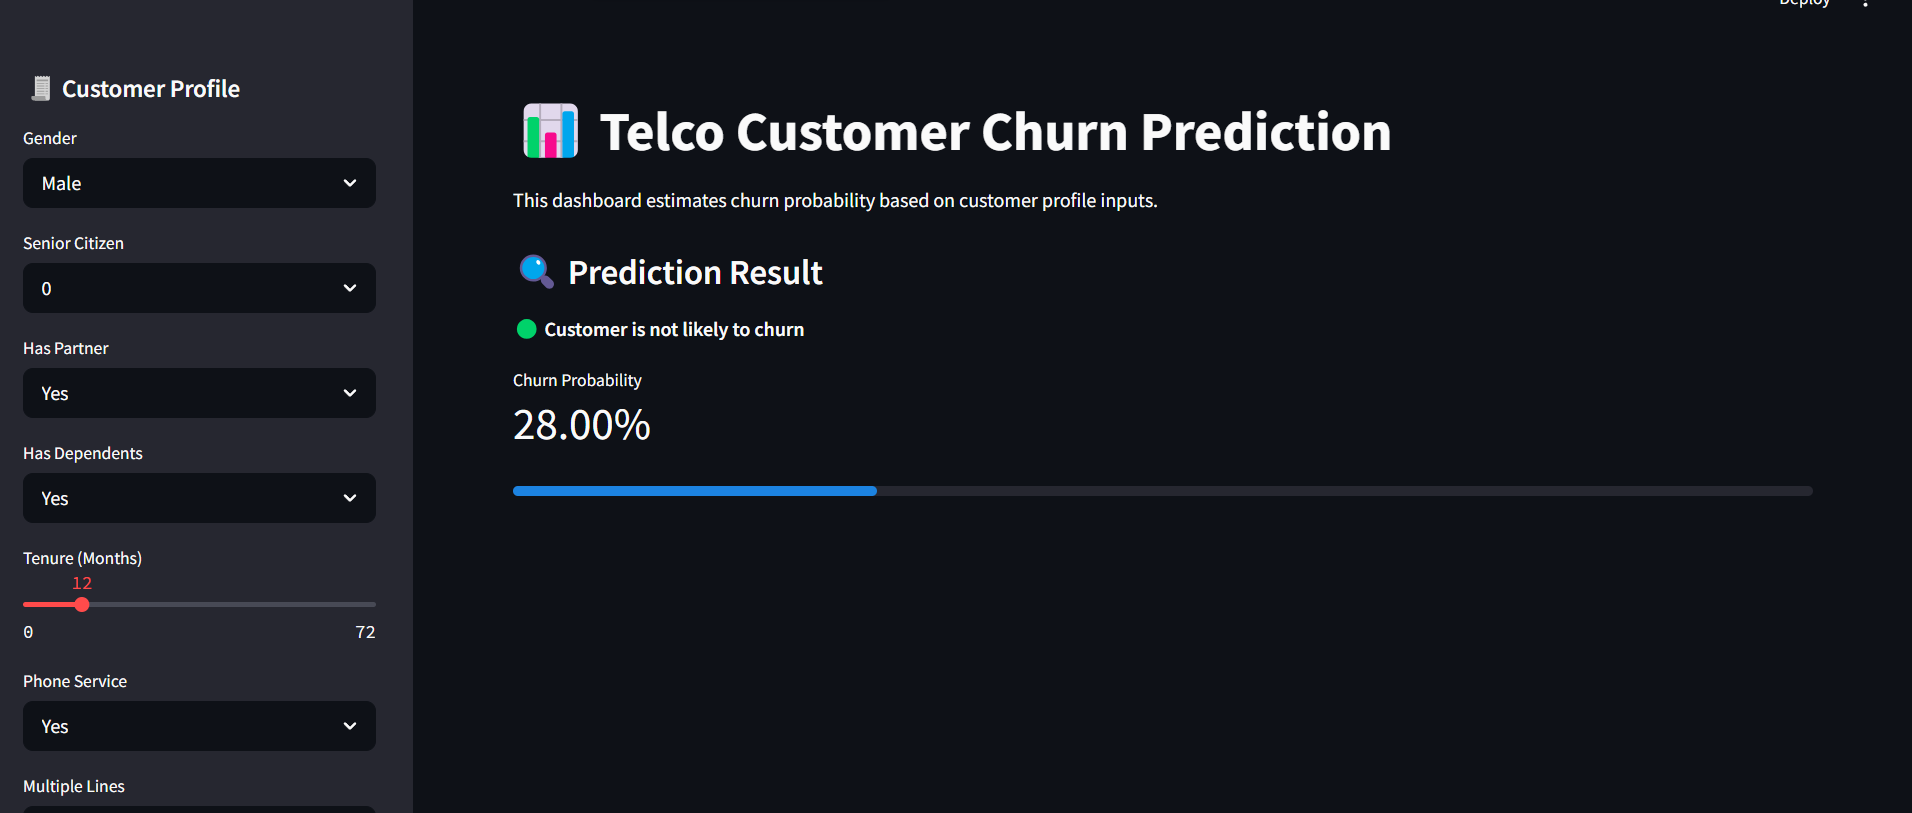 Deploy
Customer Profile
Gender
Male
Senior Citizen
0
Has Partner
Yes
Has Dependents
Yes
Tenure (Months)
12
0 72
Phone Service
Yes
Multiple Lines
Telco Customer Churn Prediction
This dashboard estimates churn probability based on customer profile inputs.
Prediction Result
Customer is not likely to churn
Churn Probability
28.00%